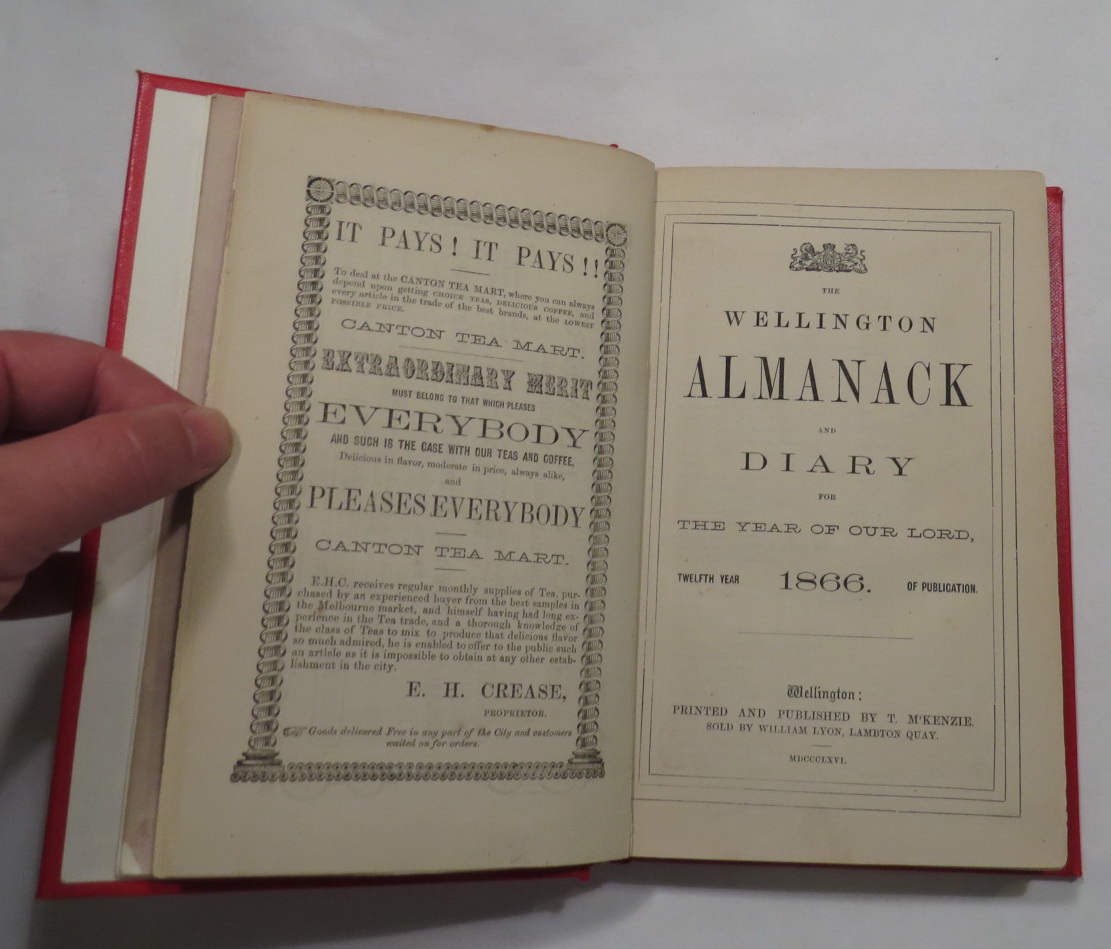 IT PAYS! IT PAYS!!
To deal at the CANTON TEA MART, where you can always
depend upon getting CHOICE TEAS, DELICIOUS COFFEE, and
every article in the trade of the best brands, at the LOWEST
POSSIBLE PRICE.
CANTON TEA MART.
EXTRAORDINARY MERIT
MUST BELONG TO THAT WHICH PLEASES
EVERYBODY
AND SUCH IS THE CASE WITH OUR TEAS AND COFFEE,
Delicious in flavor, moderate in price, always alike,
and
PLEASES EVERYBODY
CANTON TEA MART.
E.H.C. receives regular monthly supplies of Tea, pur-
chased by an experienced buyer from the best samples in
the Melbourne market, and himself having had long ex-
perience in the Tea trade, and a thorough knowledge of
the class of Teas to mix to produce that delicious flavor
so much admired, he is enabled to offer to the public such
an article as it is impossible to obtain at any other estab-
lishment in the city.
E. H. CREASE,
PROPRIETOR.
Goods delivered Free in any part of the City and customers
waited on for orders.
THE
WELLINGTON
ALMANACK
AND
DIARY
FOR
THE YEAR OF OUR LORD,
TWELFTH YEAR 1866. OF PUBLICATION.
Wellington:
PRINTED AND PUBLISHED BY T. McKENZIE.
SOLD BY WILLIAM LYON, LAMBTON QUAY.
MDCCCLXVI.